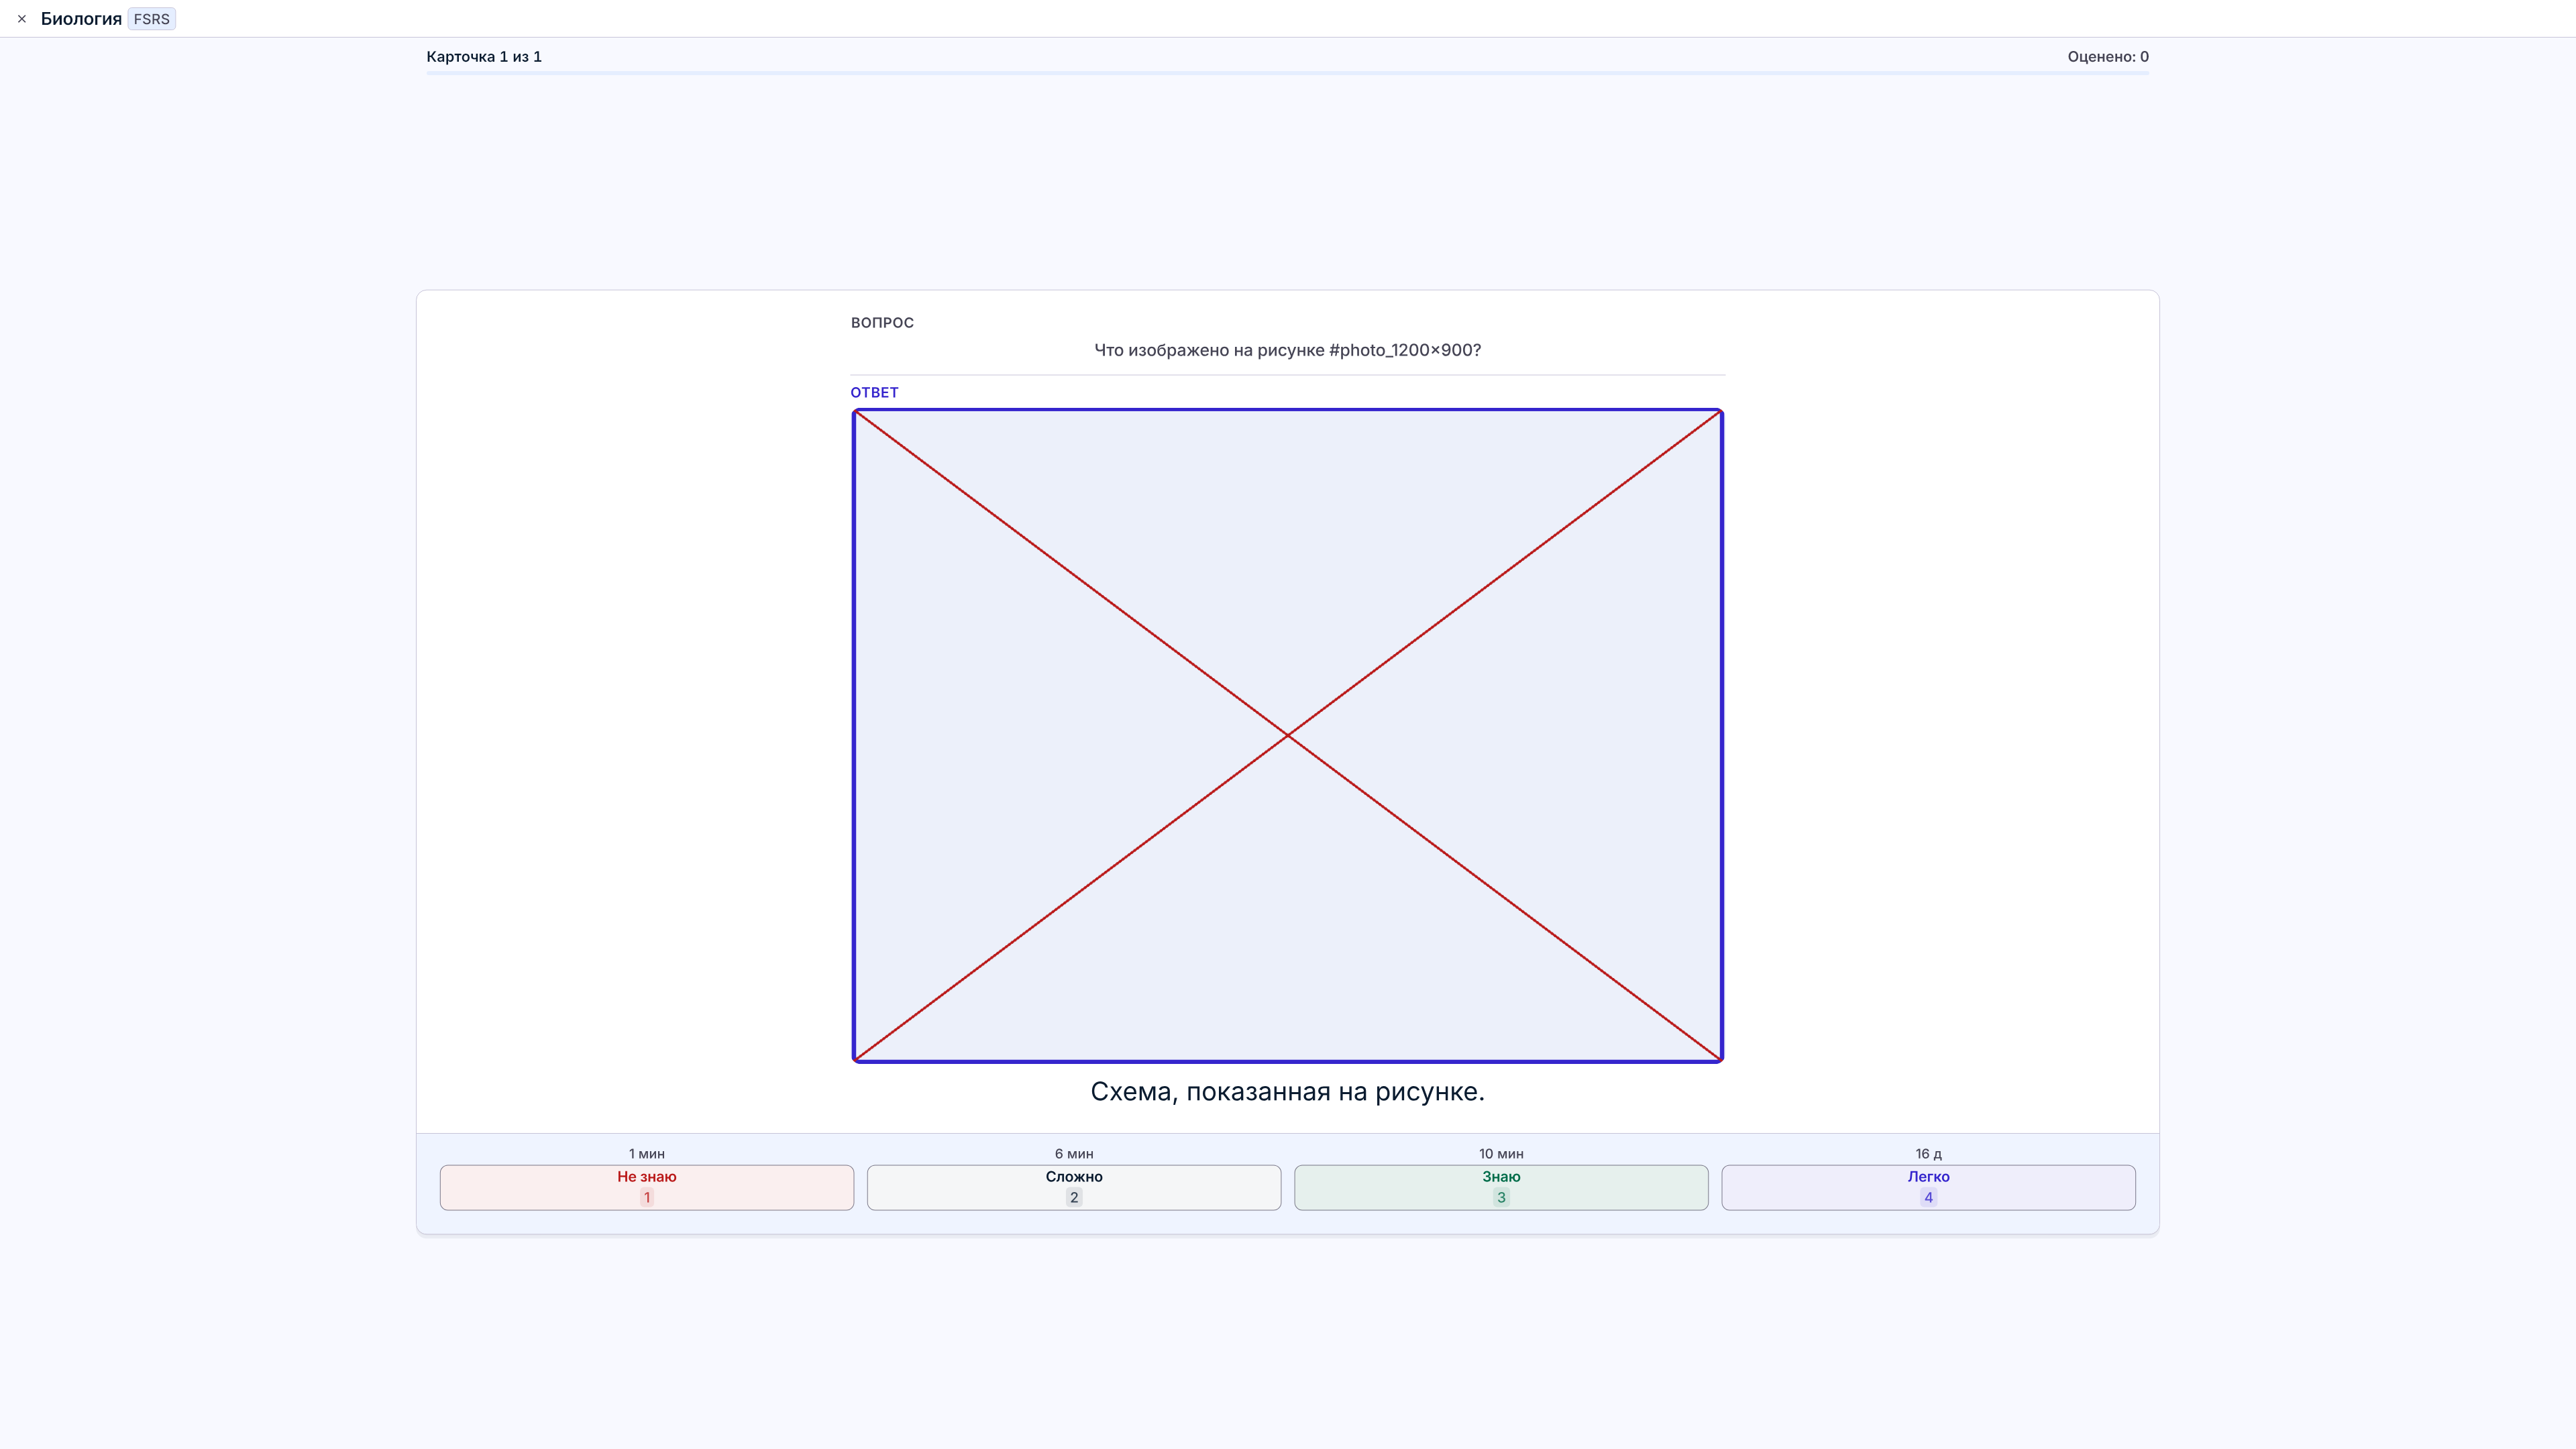 × Биология FSRS
Карточка 1 из 1
Оценено: 0
ВОПРОС
Что изображено на рисунке #photo_1200×900?
ОТВЕТ
Схема, показанная на рисунке.
1 мин
Не знаю
1
6 мин
Сложно
2
10 мин
Знаю
3
16 д
Легко
4